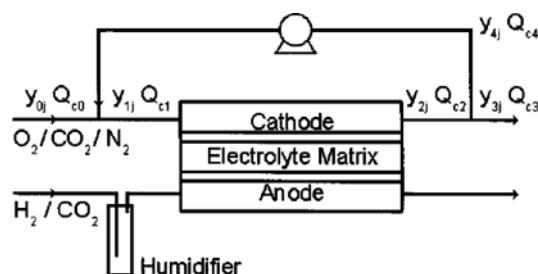 y4j Qc4
y0j Qc0
y1j Qc1
y2j Qc2
y3j Qc3
O2/CO2/N2
Cathode
Electrolyte Matrix
Anode
H2/CO2
Humidifier